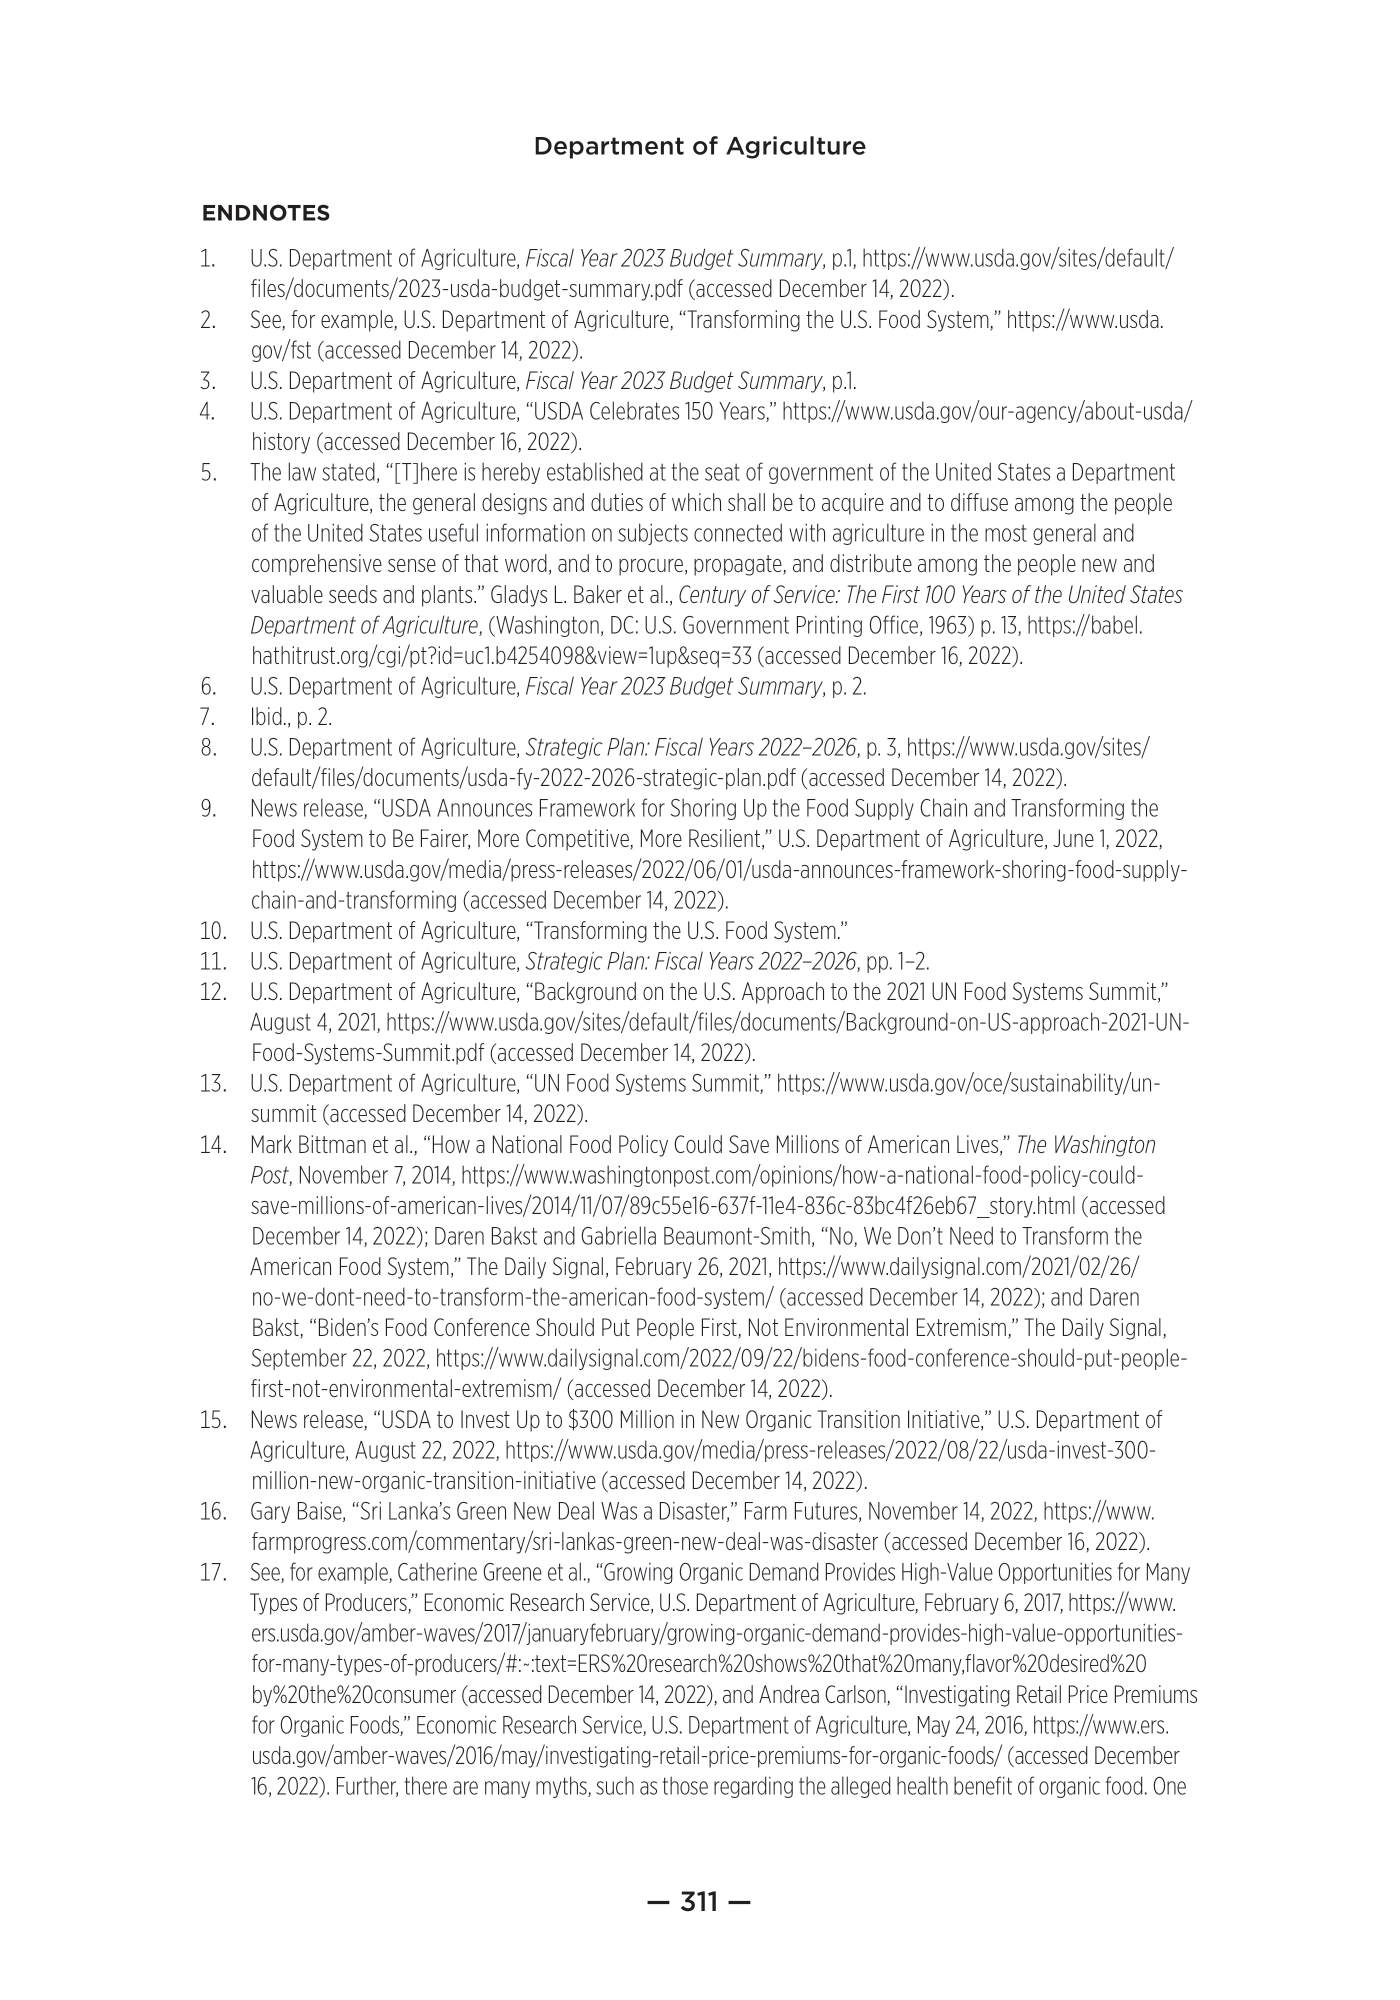 Department of Agriculture
ENDNOTES
1. U.S. Department of Agriculture, Fiscal Year 2023 Budget Summary, p.1, https://www.usda.gov/sites/default/
files/documents/2023-usda-budget-summary.pdf (accessed December 14, 2022).
2. See, for example, U.S. Department of Agriculture, “Transforming the U.S. Food System,” https://www.usda.
gov/fst (accessed December 14, 2022).
3. U.S. Department of Agriculture, Fiscal Year 2023 Budget Summary, p.1.
4. U.S. Department of Agriculture, “USDA Celebrates 150 Years,” https://www.usda.gov/our-agency/about-usda/
history (accessed December 16, 2022).
5. The law stated, “[T]here is hereby established at the seat of government of the United States a Department
of Agriculture, the general designs and duties of which shall be to acquire and to diffuse among the people
of the United States useful information on subjects connected with agriculture in the most general and
comprehensive sense of that word, and to procure, propagate, and distribute among the people new and
valuable seeds and plants.” Gladys L. Baker et al., Century of Service: The First 100 Years of the United States
Department of Agriculture, (Washington, DC: U.S. Government Printing Office, 1963) p. 13, https://babel.
hathitrust.org/cgi/pt?id=uc1.b4254098&view=1up&seq=33 (accessed December 16, 2022).
6. U.S. Department of Agriculture, Fiscal Year 2023 Budget Summary, p. 2.
7. Ibid., p. 2.
8. U.S. Department of Agriculture, Strategic Plan: Fiscal Years 2022–2026, p. 3, https://www.usda.gov/sites/
default/files/documents/usda-fy-2022-2026-strategic-plan.pdf (accessed December 14, 2022).
9. News release, “USDA Announces Framework for Shoring Up the Food Supply Chain and Transforming the
Food System to Be Fairer, More Competitive, More Resilient,” U.S. Department of Agriculture, June 1, 2022,
https://www.usda.gov/media/press-releases/2022/06/01/usda-announces-framework-shoring-food-supply-
chain-and-transforming (accessed December 14, 2022).
10. U.S. Department of Agriculture, “Transforming the U.S. Food System.”
11. U.S. Department of Agriculture, Strategic Plan: Fiscal Years 2022–2026, pp. 1–2.
12. U.S. Department of Agriculture, “Background on the U.S. Approach to the 2021 UN Food Systems Summit,”
August 4, 2021, https://www.usda.gov/sites/default/files/documents/Background-on-US-approach-2021-UN-
Food-Systems-Summit.pdf (accessed December 14, 2022).
13. U.S. Department of Agriculture, “UN Food Systems Summit,” https://www.usda.gov/oce/sustainability/un-
summit (accessed December 14, 2022).
14. Mark Bittman et al., “How a National Food Policy Could Save Millions of American Lives,” The Washington
Post, November 7, 2014, https://www.washingtonpost.com/opinions/how-a-national-food-policy-could-
save-millions-of-american-lives/2014/11/07/89c55e16-637f-11e4-836c-83bc4f26eb67_story.html (accessed
December 14, 2022); Daren Bakst and Gabriella Beaumont-Smith, “No, We Don’t Need to Transform the
American Food System,” The Daily Signal, February 26, 2021, https://www.dailysignal.com/2021/02/26/
no-we-dont-need-to-transform-the-american-food-system/ (accessed December 14, 2022); and Daren
Bakst, “Biden’s Food Conference Should Put People First, Not Environmental Extremism,” The Daily Signal,
September 22, 2022, https://www.dailysignal.com/2022/09/22/bidens-food-conference-should-put-people-
first-not-environmental-extremism/ (accessed December 14, 2022).
15. News release, “USDA to Invest Up to $300 Million in New Organic Transition Initiative,” U.S. Department of
Agriculture, August 22, 2022, https://www.usda.gov/media/press-releases/2022/08/22/usda-invest-300-
million-new-organic-transition-initiative (accessed December 14, 2022).
16. Gary Baise, “Sri Lanka’s Green New Deal Was a Disaster,” Farm Futures, November 14, 2022, https://www.
farmprogress.com/commentary/sri-lankas-green-new-deal-was-disaster (accessed December 16, 2022).
17. See, for example, Catherine Greene et al., “Growing Organic Demand Provides High-Value Opportunities for Many
Types of Producers,” Economic Research Service, U.S. Department of Agriculture, February 6, 2017, https://www.
ers.usda.gov/amber-waves/2017/januaryfebruary/growing-organic-demand-provides-high-value-opportunities-
for-many-types-of-producers/#:~:text=ERS%20research%20shows%20that%20many,flavor%20desired%20
by%20the%20consumer (accessed December 14, 2022), and Andrea Carlson, “Investigating Retail Price Premiums
for Organic Foods,” Economic Research Service, U.S. Department of Agriculture, May 24, 2016, https://www.ers.
usda.gov/amber-waves/2016/may/investigating-retail-price-premiums-for-organic-foods/ (accessed December
16, 2022). Further, there are many myths, such as those regarding the alleged health benefit of organic food. One
— 311 —